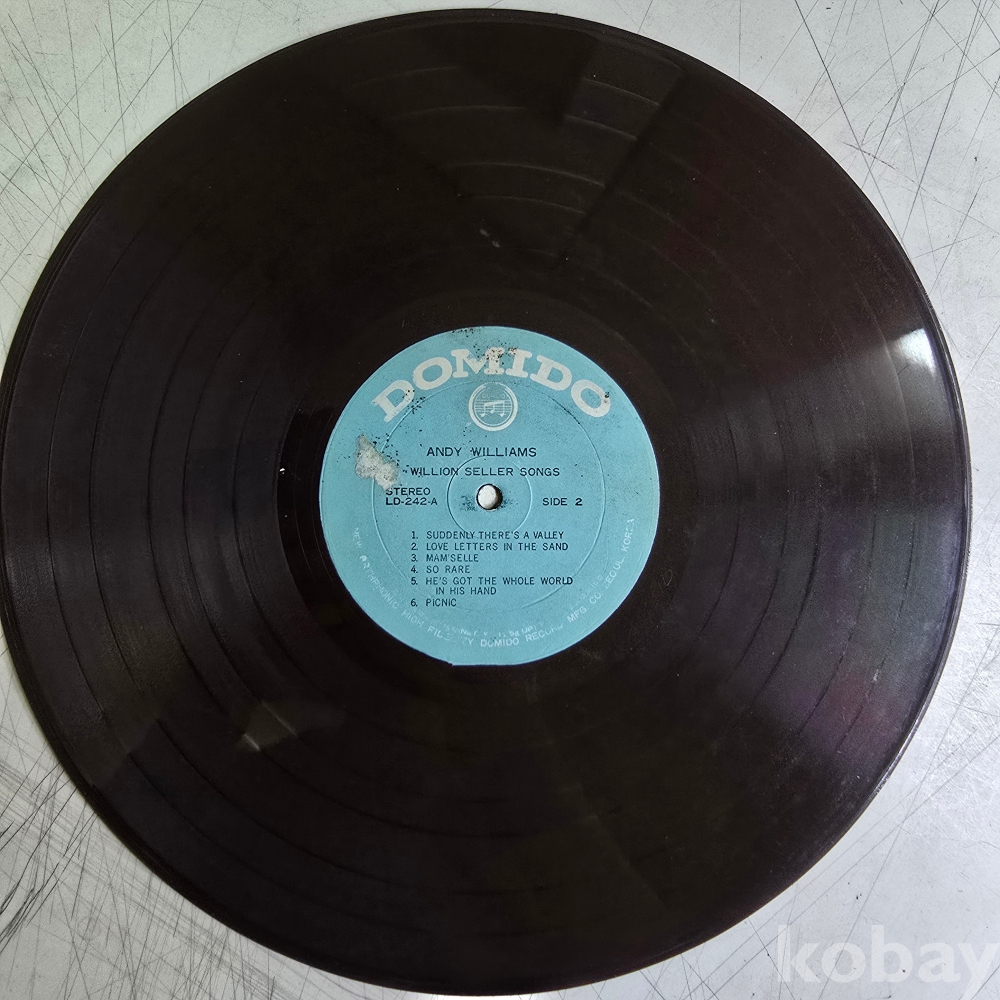 DOMIDO
ANDY WILLIAMS
WILLION SELLER SONGS
STEREO
LD-242-A
SIDE 2
1. SUDDENLY THERE'S A VALLEY
2. LOVE LETTERS IN THE SAND
3. MAM'SELLE
4. SO RARE
5. HE'S GOT THE WHOLE WORLD
IN HIS HAND
6. PICNIC
HIGH DOMIDO RECORD MFG CO SEOUL KOREA
kobay